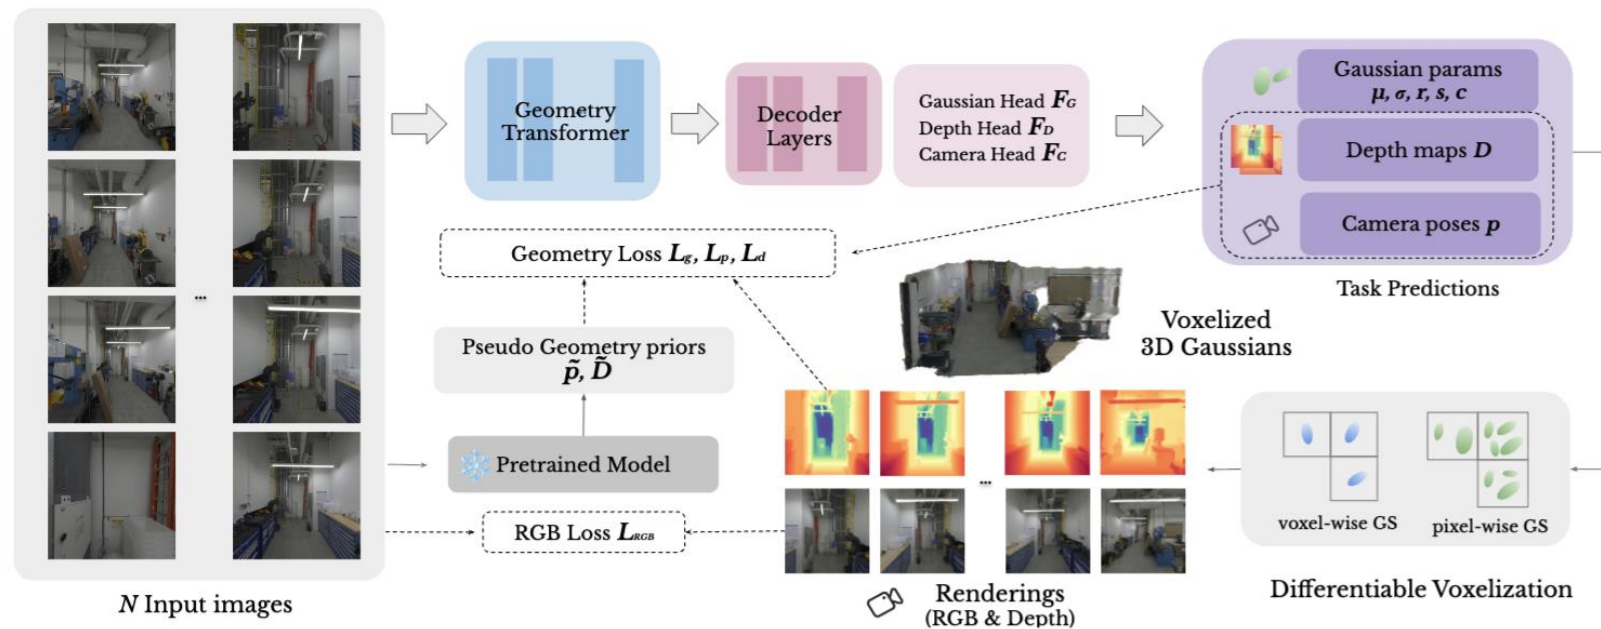 N Input images
...
Geometry
Transformer
Decoder
Layers
Gaussian Head F_G
Depth Head F_D
Camera Head F_C
Gaussian params
μ, σ, r, s, c
Depth maps D
Camera poses p
Task Predictions
Geometry Loss L_g, L_p, L_d
Pseudo Geometry priors
p̃, D̃
Pretrained Model
RGB Loss L_RGB
Voxelized
3D Gaussians
...
Renderings
(RGB & Depth)
voxel-wise GS
pixel-wise GS
Differentiable Voxelization